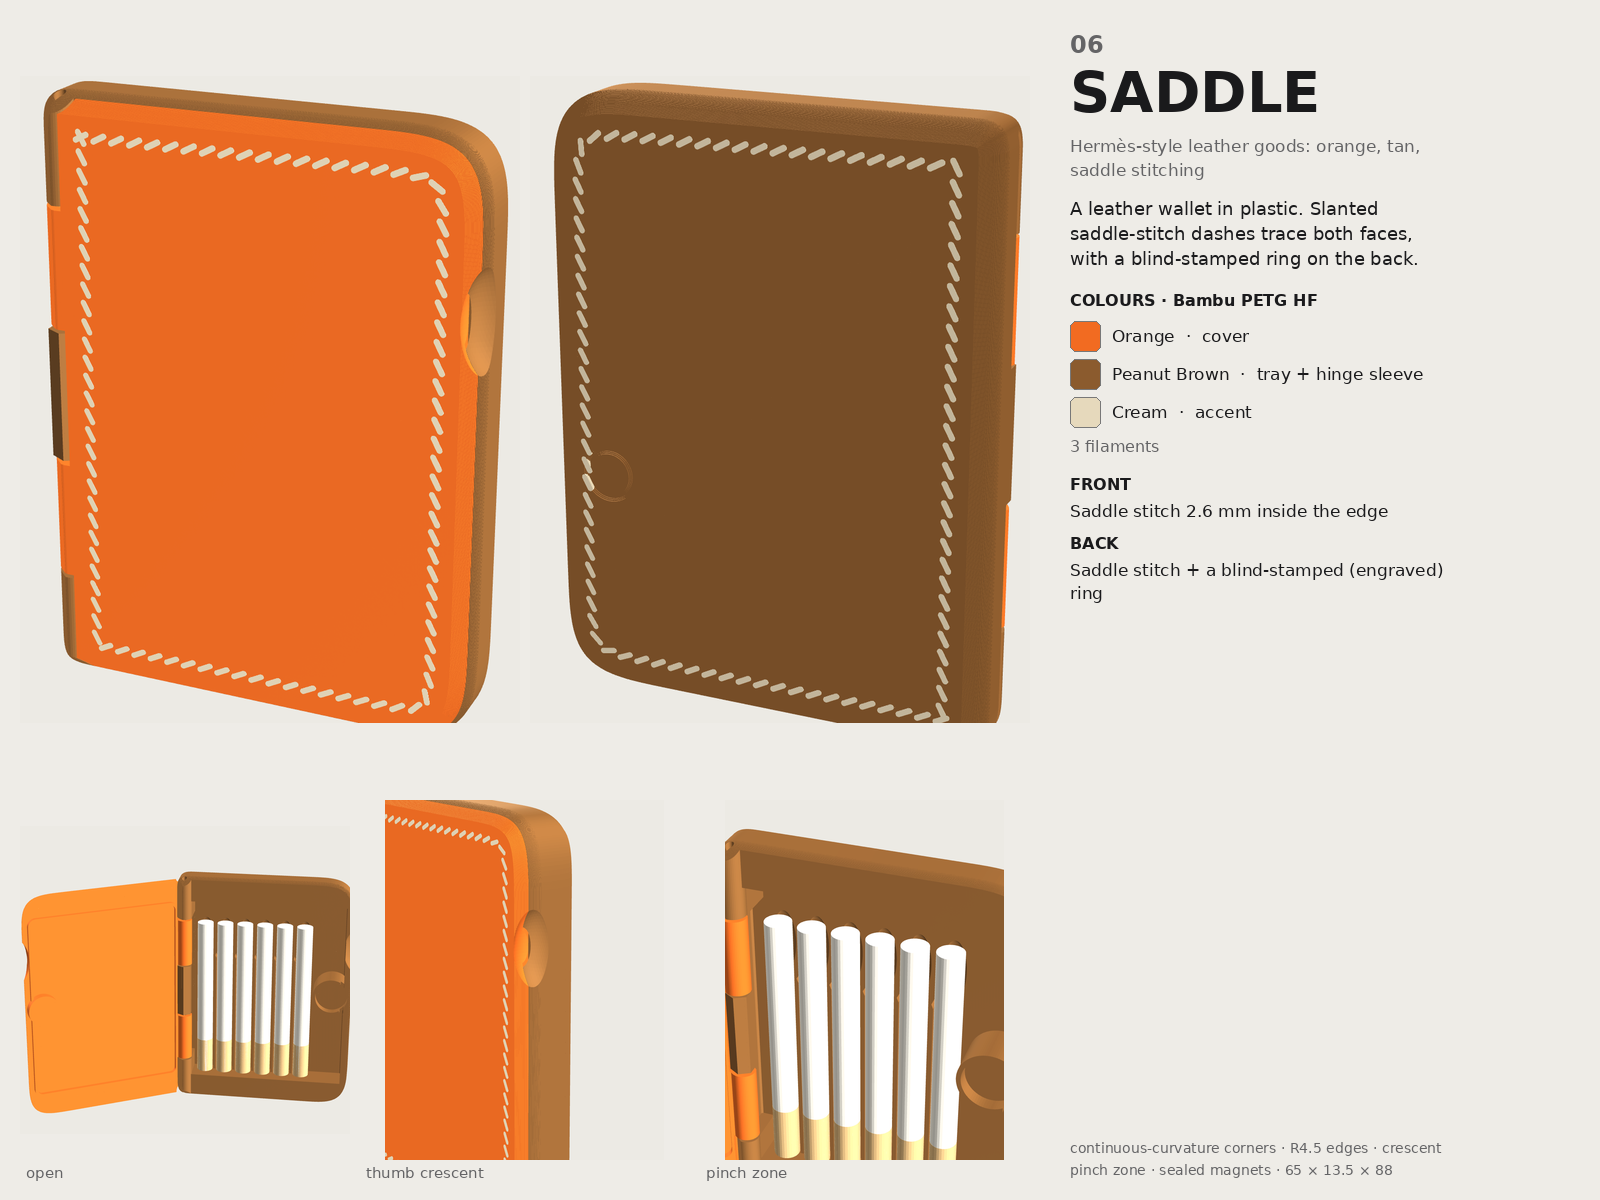 06
SADDLE
Hermès-style leather goods: orange, tan,
saddle stitching
A leather wallet in plastic. Slanted
saddle-stitch dashes trace both faces,
with a blind-stamped ring on the back.
COLOURS · Bambu PETG HF
Orange · cover
Peanut Brown · tray + hinge sleeve
Cream · accent
3 filaments
FRONT
Saddle stitch 2.6 mm inside the edge
BACK
Saddle stitch + a blind-stamped (engraved)
ring
open
thumb crescent
pinch zone
continuous-curvature corners · R4.5 edges · crescent
pinch zone · sealed magnets · 65 × 13.5 × 88